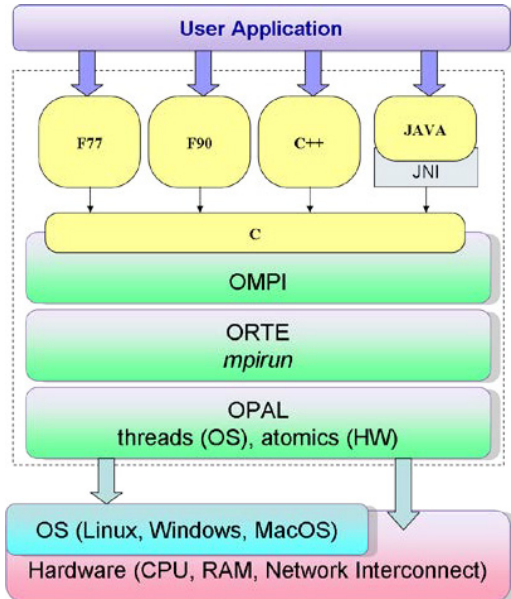 User Application
F77
F90
C++
JAVA
JNI
C
OMPI
ORTE
mpirun
OPAL
threads (OS), atomics (HW)
OS (Linux, Windows, MacOS)
Hardware (CPU, RAM, Network Interconnect)